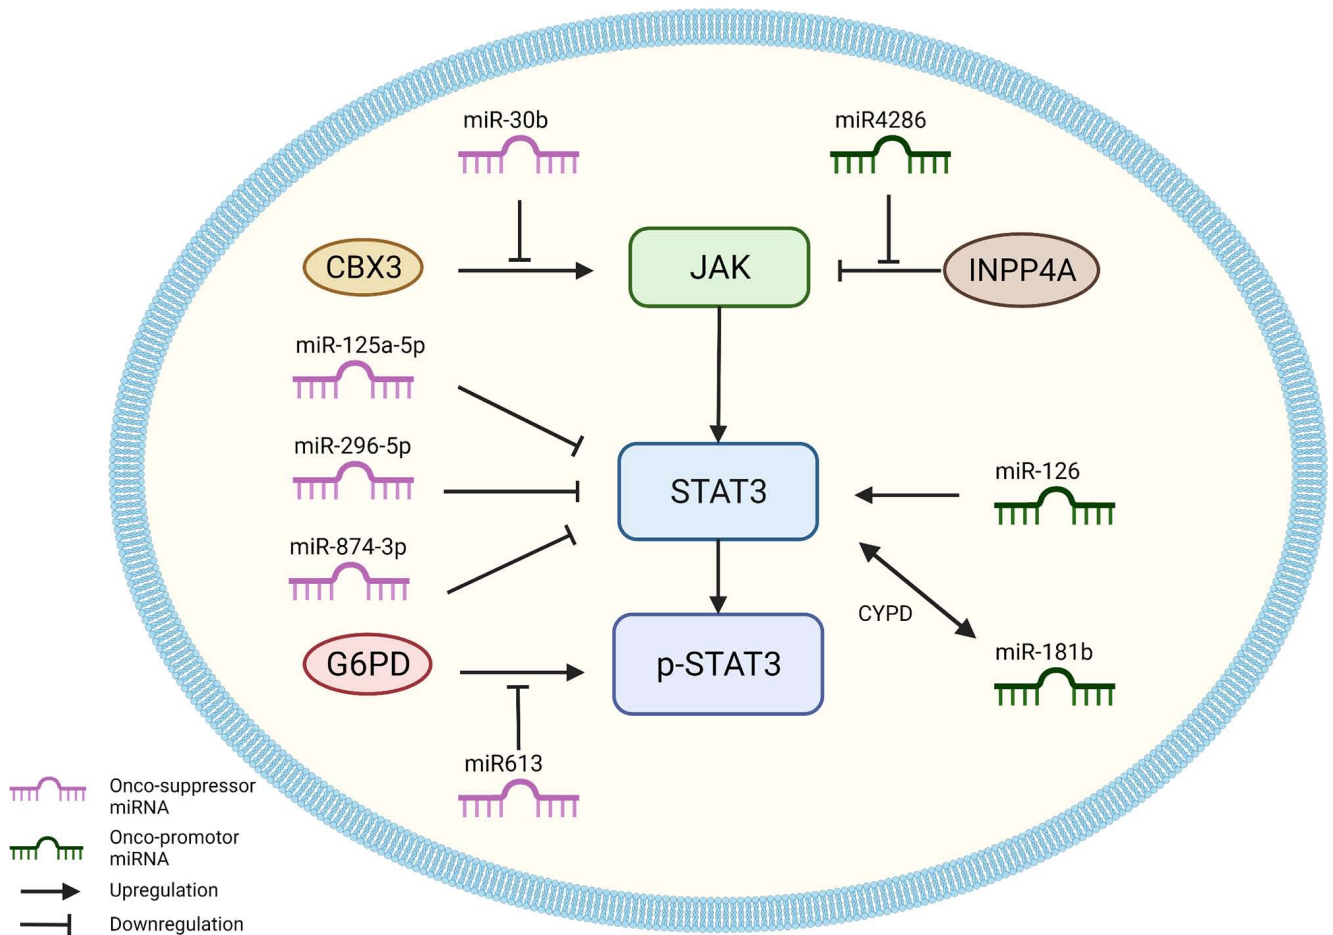 miR-30b
miR4286
CBX3
JAK
INPP4A
miR-125a-5p
miR-296-5p
STAT3
miR-126
miR-874-3p
CYPD
G6PD
p-STAT3
miR-181b
miR613
Onco-suppressor
miRNA
Onco-promotor
miRNA
Upregulation
Downregulation